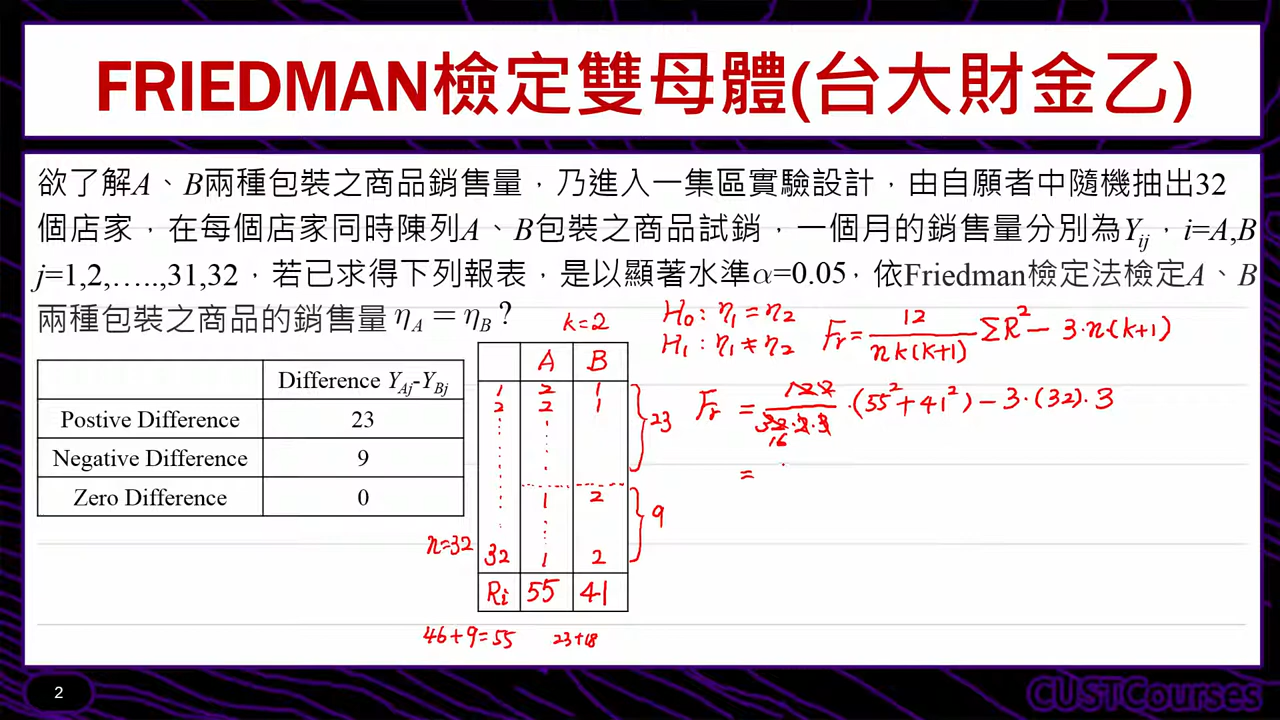 FRIEDMAN檢定雙母體(台大財金乙)
欲了解A、B兩種包裝之商品銷售量，乃進入一集區實驗設計，由自願者中隨機抽出32
個店家，在每個店家同時陳列A、B包裝之商品試銷，一個月的銷售量分別為Yij，i=A,B
j=1,2,…..,31,32，若已求得下列報表，是以顯著水準α=0.05，依Friedman檢定法檢定A、B
兩種包裝之商品的銷售量 ηA = ηB ?
Difference YAj-YBj
Postive Difference 23
Negative Difference 9
Zero Difference 0
k=2
A B
1 2 1
2 2 1
23
1 2
9
n=32
32 1 2
Ri 55 41
46+9=55 23+18
H0: η1 = η2
H1: η1 ≠ η2
Fr = 12 / nk(k+1) ΣR² − 3·n·(k+1)
Fr = 12 2 / 32·2·3 ·(55²+41²) − 3·(32)·3
16
=
2
CUSTCourses